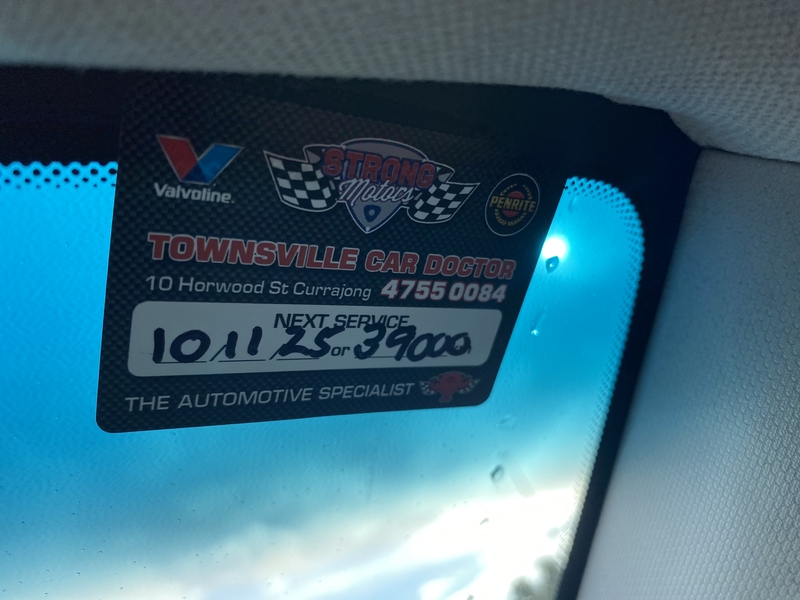 Valvoline
STRONG
Motors
PENRITE
TOWNSVILLE CAR DOCTOR
10 Horwood St Currajong 4755 0084
NEXT SERVICE
10/11/25 or 39000
THE AUTOMOTIVE SPECIALIST